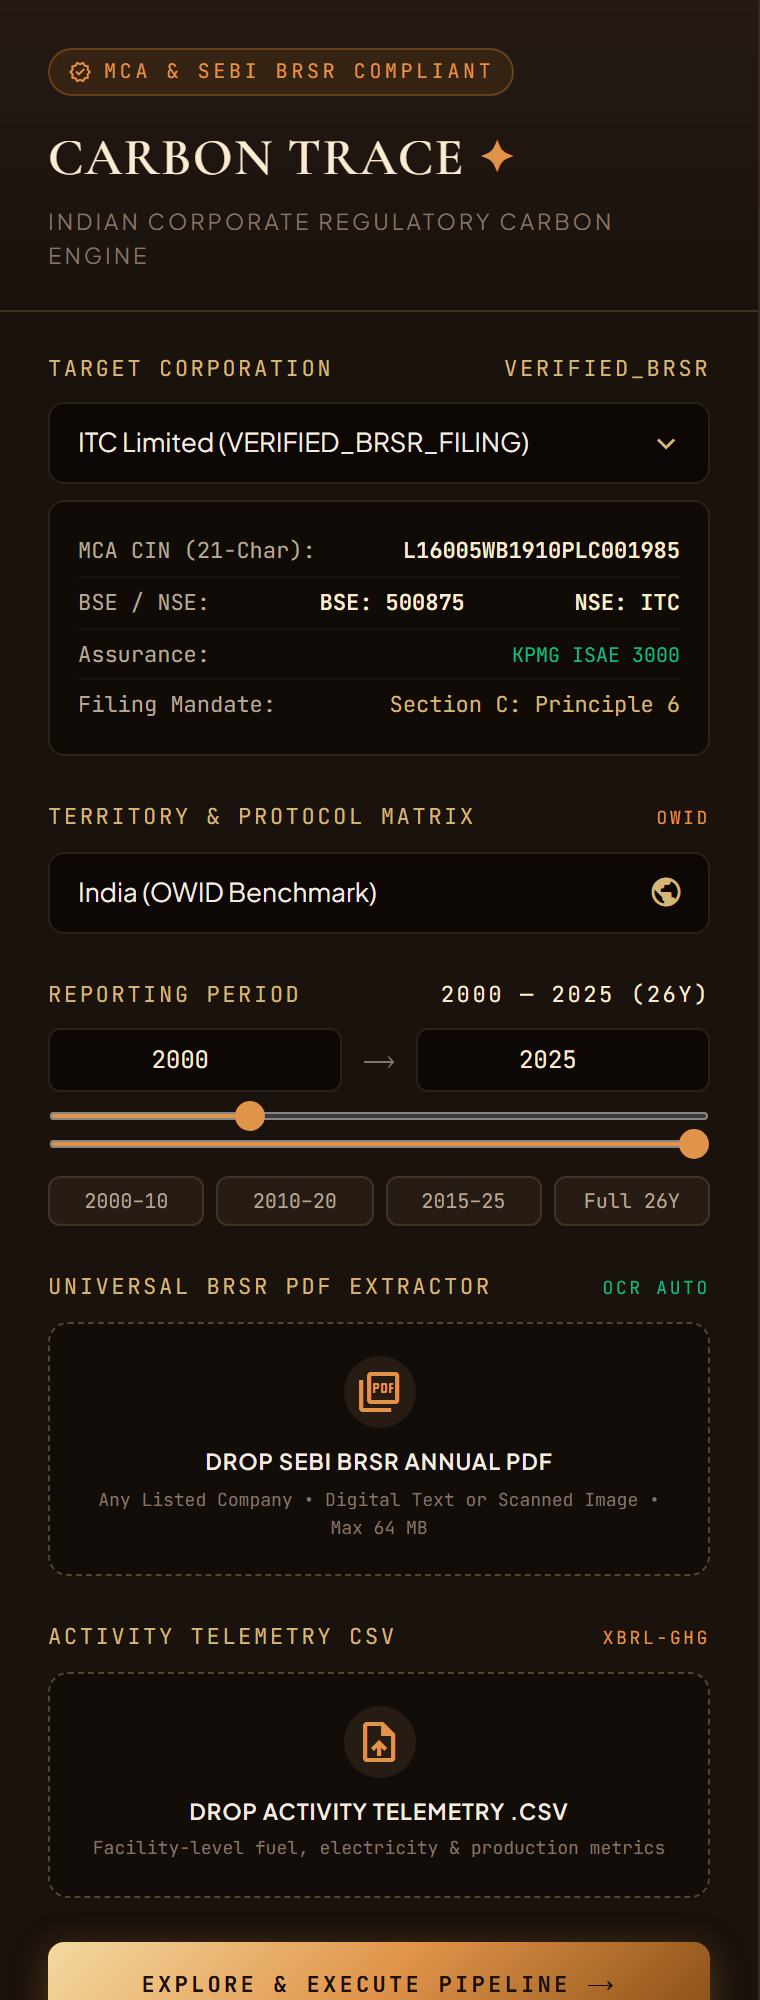 MCA & SEBI BRSR COMPLIANT
CARBON TRACE ✦
INDIAN CORPORATE REGULATORY CARBON
ENGINE
TARGET CORPORATION VERIFIED_BRSR
ITC Limited (VERIFIED_BRSR_FILING)
MCA CIN (21-Char): L16005WB1910PLC001985
BSE / NSE: BSE: 500875 NSE: ITC
Assurance: KPMG ISAE 3000
Filing Mandate: Section C: Principle 6
TERRITORY & PROTOCOL MATRIX OWID
India (OWID Benchmark)
REPORTING PERIOD 2000 — 2025 (26Y)
2000 → 2025
2000–10 2010–20 2015–25 Full 26Y
UNIVERSAL BRSR PDF EXTRACTOR OCR AUTO
PDF
DROP SEBI BRSR ANNUAL PDF
Any Listed Company • Digital Text or Scanned Image •
Max 64 MB
ACTIVITY TELEMETRY CSV XBRL-GHG
DROP ACTIVITY TELEMETRY .CSV
Facility-level fuel, electricity & production metrics
EXPLORE & EXECUTE PIPELINE →